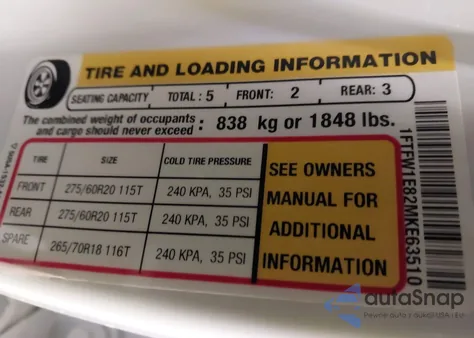 TIRE AND LOADING INFORMATION
SEATING CAPACITY TOTAL : 5 FRONT: 2 REAR: 3
The combined weight of occupants
and cargo should never exceed : 838 kg or 1848 lbs.
TIRE SIZE COLD TIRE PRESSURE
FRONT 275/60R20 115T 240 KPA, 35 PSI
REAR 275/60R20 115T 240 KPA, 35 PSI
SPARE 265/70R18 116T 240 KPA, 35 PSI
SEE OWNERS
MANUAL FOR
ADDITIONAL
INFORMATION
1FTFW1E82MKE63510
autaSnap